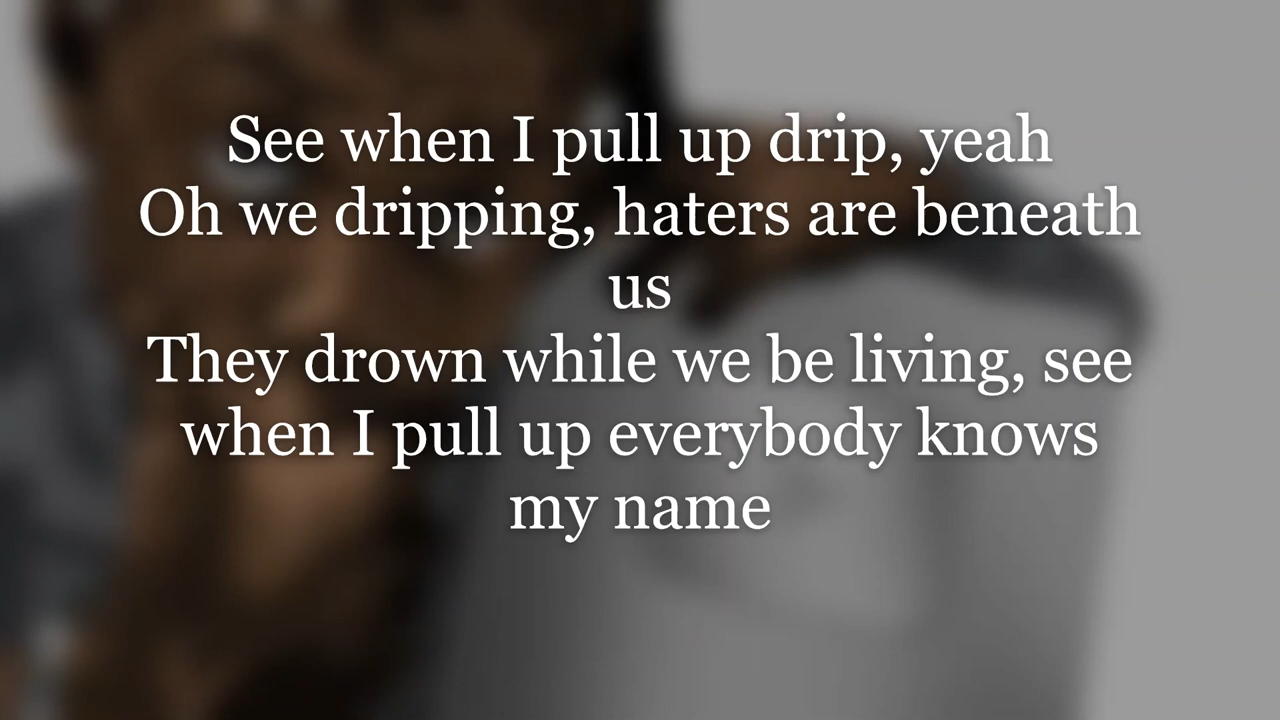 See when I pull up drip, yeah
Oh we dripping, haters are beneath
us
They drown while we be living, see
when I pull up everybody knows
my name